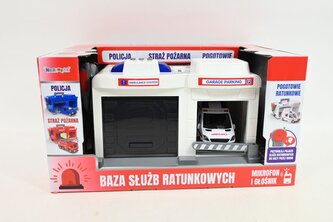 POLICJA
STRAŻ POŻARNA
POGOTOWIE
POLICJA
STRAŻ POŻARNA
AMBULANCE STATION
GARAGE PARKING
POGOTOWIE
RATUNKOWE
BAZA SŁUŻB RATUNKOWYCH
MIKROFON
I GŁOŚNIK